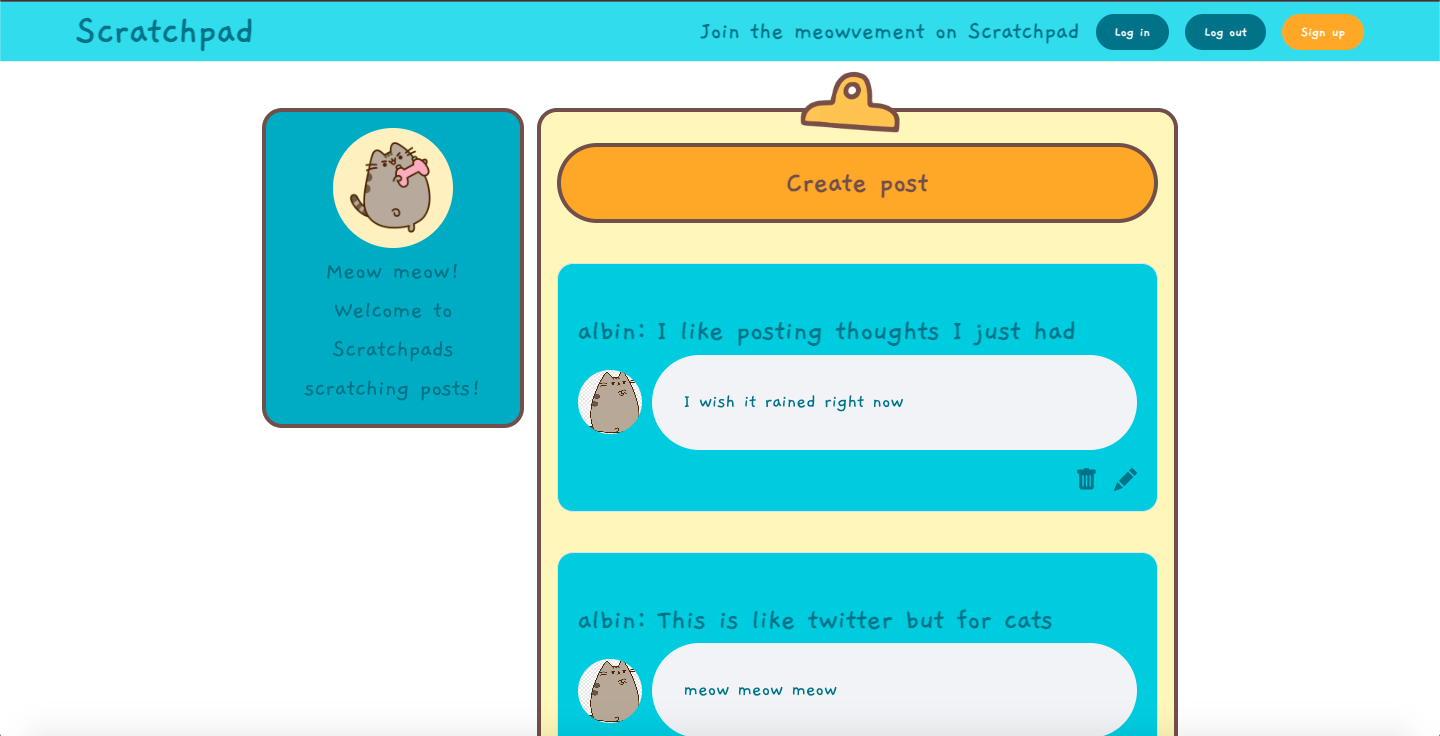 Scratchpad
Join the meowvement on Scratchpad
Log in
Log out
Sign up
Meow meow!
Welcome to
Scratchpads
scratching posts!
Create post
albin: I like posting thoughts I just had
I wish it rained right now
albin: This is like twitter but for cats
meow meow meow